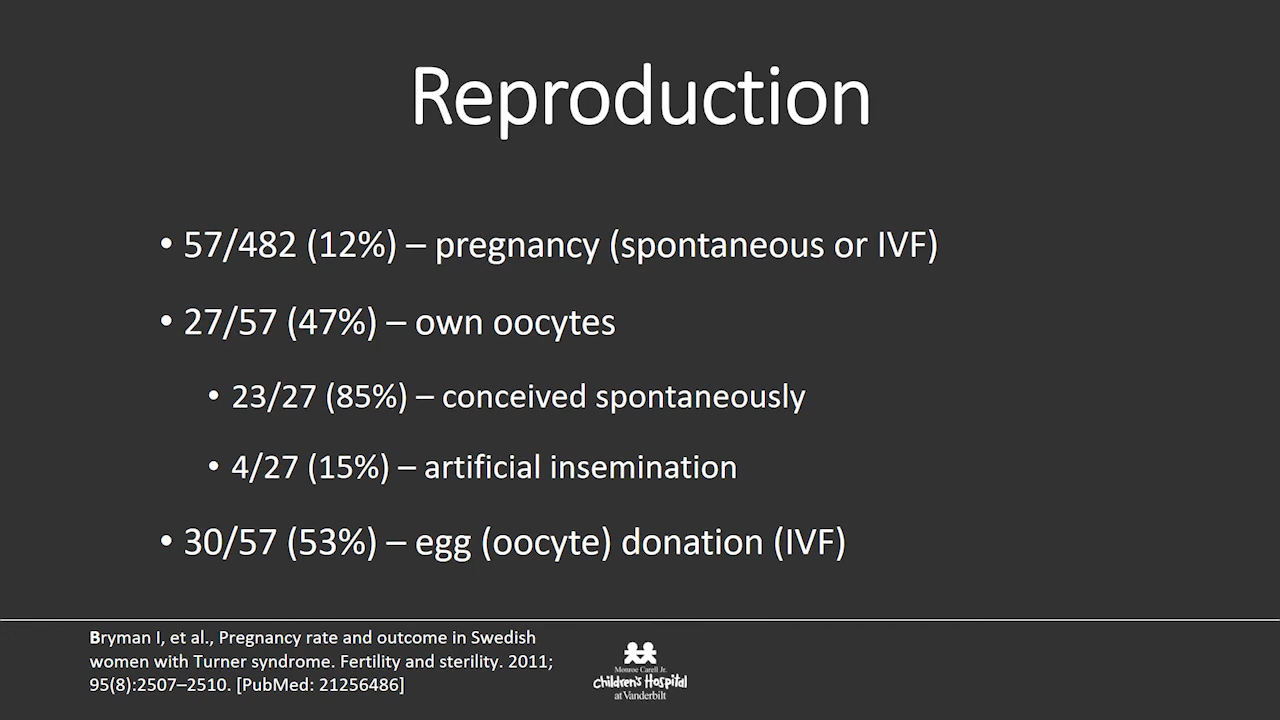 Reproduction
• 57/482 (12%) – pregnancy (spontaneous or IVF)
• 27/57 (47%) – own oocytes
• 23/27 (85%) – conceived spontaneously
• 4/27 (15%) – artificial insemination
• 30/57 (53%) – egg (oocyte) donation (IVF)
Bryman I, et al., Pregnancy rate and outcome in Swedish
women with Turner syndrome. Fertility and sterility. 2011;
95(8):2507–2510. [PubMed: 21256486]
Monroe Carell Jr.
Children's Hospital
at Vanderbilt